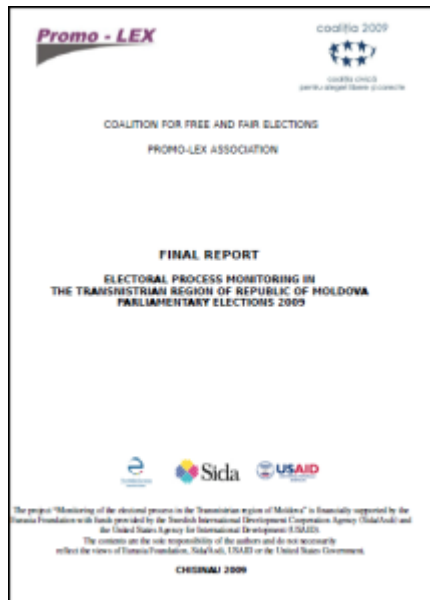 Promo - LEX
coaliția 2009
coaliția civică
pentru alegeri libere și corecte
COALITION FOR FREE AND FAIR ELECTIONS
PROMO-LEX ASSOCIATION
FINAL REPORT
ELECTORAL PROCESS MONITORING IN
THE TRANSNISTRIAN REGION OF REPUBLIC OF MOLDOVA
PARLIAMENTARY ELECTIONS 2009
Sida
USAID
The project "Monitoring of the electoral process in the Transnistrian region of Moldova" is financially supported by the
Eurasia Foundation with funds provided by the Swedish International Development Cooperation Agency (Sida/Asdi) and
the United States Agency for International Development (USAID).
The contents are the sole responsibility of the authors and do not necessarily
reflect the views of Eurasia Foundation, Sida/Asdi, USAID or the United States Government.
CHISINAU 2009